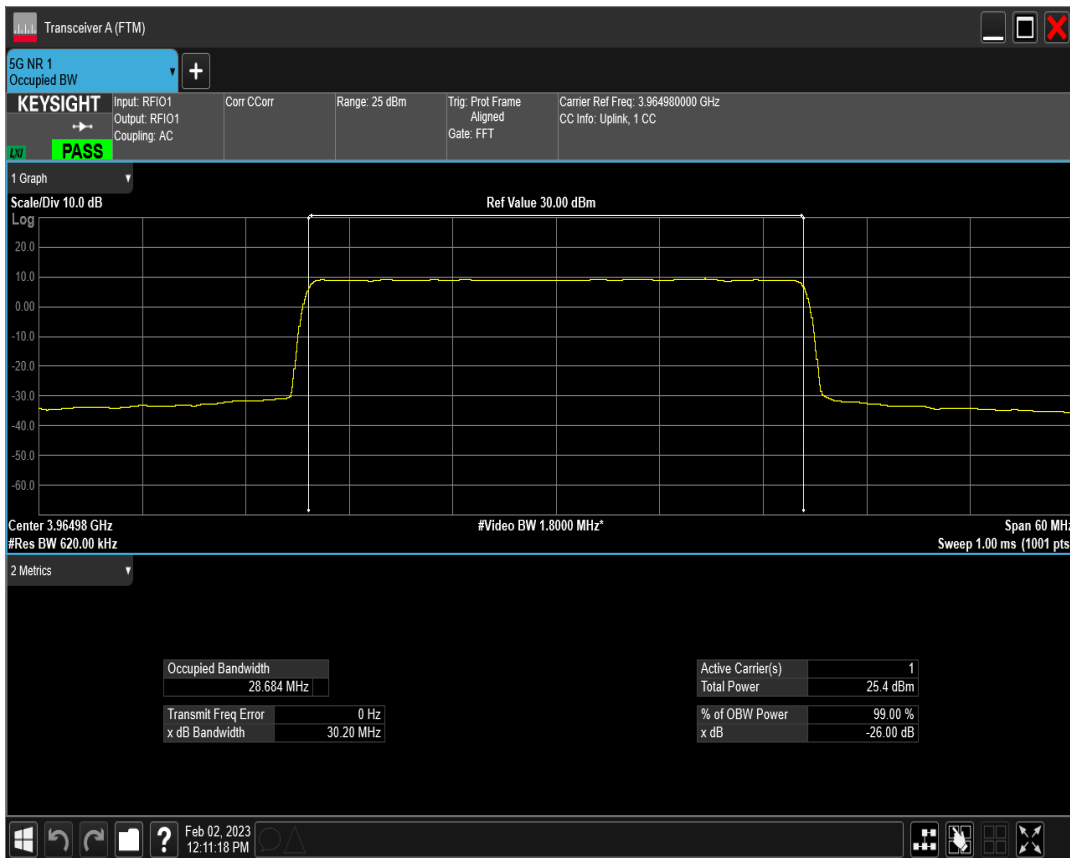 Transceiver A (FTM)
5G NR 1
Occupied BW
+
KEYSIGHT
LXI
PASS
Input: RFIO1
Output: RFIO1
Coupling: AC
Corr CCorr
Range: 25 dBm
Trig: Prot Frame
Aligned
Gate: FFT
Carrier Ref Freq: 3.964980000 GHz
CC Info: Uplink, 1 CC
1 Graph
Scale/Div 10.0 dB
Ref Value 30.00 dBm
Log
20.0
10.0
0.00
-10.0
-20.0
-30.0
-40.0
-50.0
-60.0
Center 3.96498 GHz
#Video BW 1.8000 MHz*
Span 60 MHz
#Res BW 620.00 kHz
Sweep 1.00 ms (1001 pts
2 Metrics
Occupied Bandwidth
28.684 MHz
Transmit Freq Error 0 Hz
x dB Bandwidth 30.20 MHz
Active Carrier(s) 1
Total Power 25.4 dBm
% of OBW Power 99.00 %
x dB -26.00 dB
?
Feb 02, 2023
12:11:18 PM